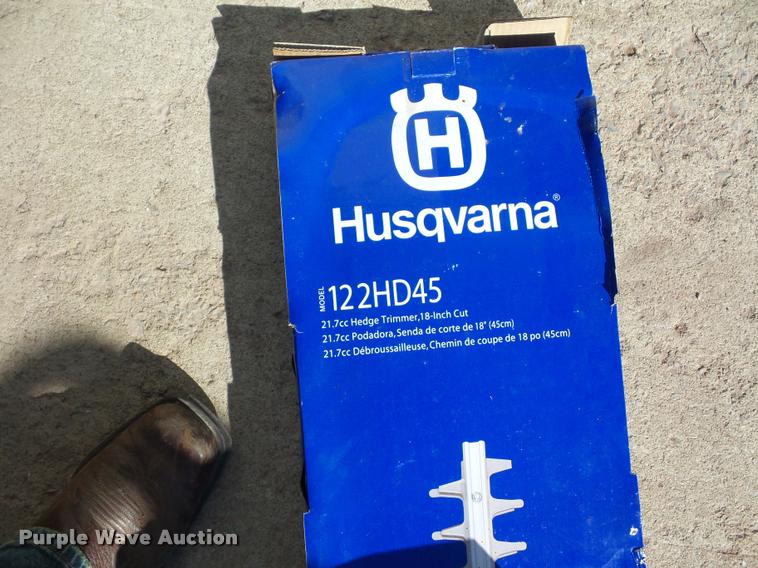 H
Husqvarna®
MODEL 122HD45
21.7cc Hedge Trimmer,18-Inch Cut
21.7cc Podadora, Senda de corte de 18" (45cm)
21.7cc Débroussailleuse, Chemin de coupe de 18 po (45cm)
Purple Wave Auction